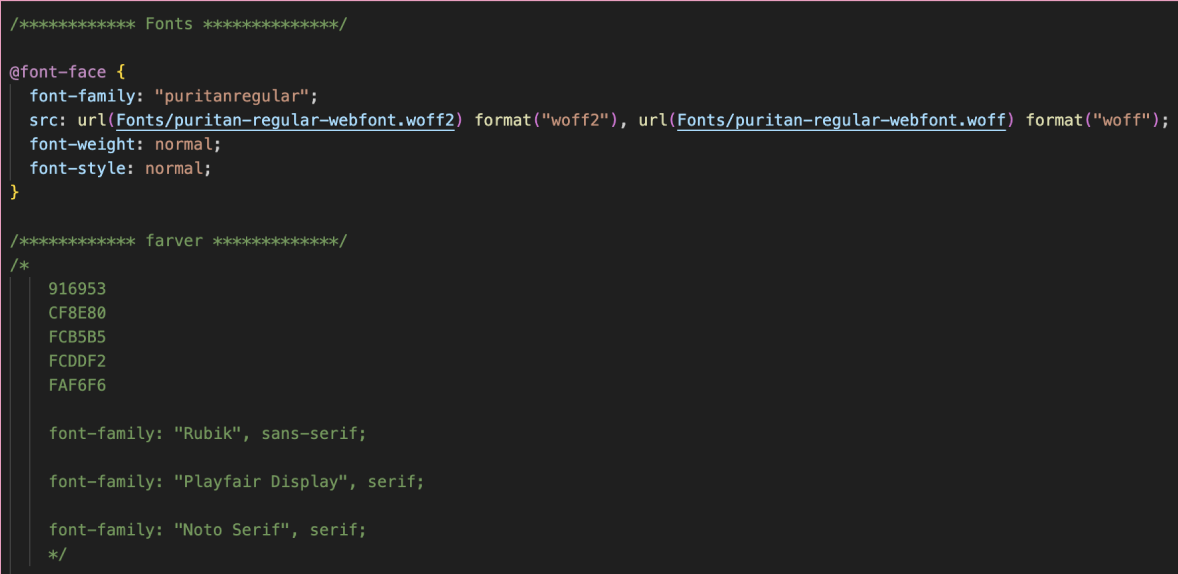 /************ Fonts **************/
@font-face {
font-family: "puritanregular";
src: url(Fonts/puritan-regular-webfont.woff2) format("woff2"), url(Fonts/puritan-regular-webfont.woff) format("woff");
font-weight: normal;
font-style: normal;
}
/************ farver *************/
/*
916953
CF8E80
FCB5B5
FCDDF2
FAF6F6
font-family: "Rubik", sans-serif;
font-family: "Playfair Display", serif;
font-family: "Noto Serif", serif;
*/